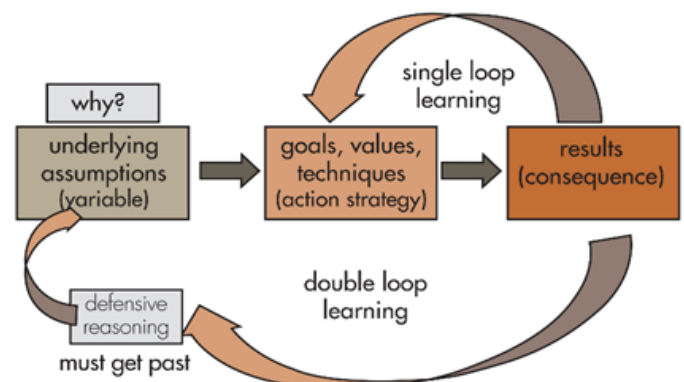 why?
underlying
assumptions
(variable)
goals, values,
techniques
(action strategy)
results
(consequence)
single loop
learning
double loop
learning
defensive
reasoning
must get past